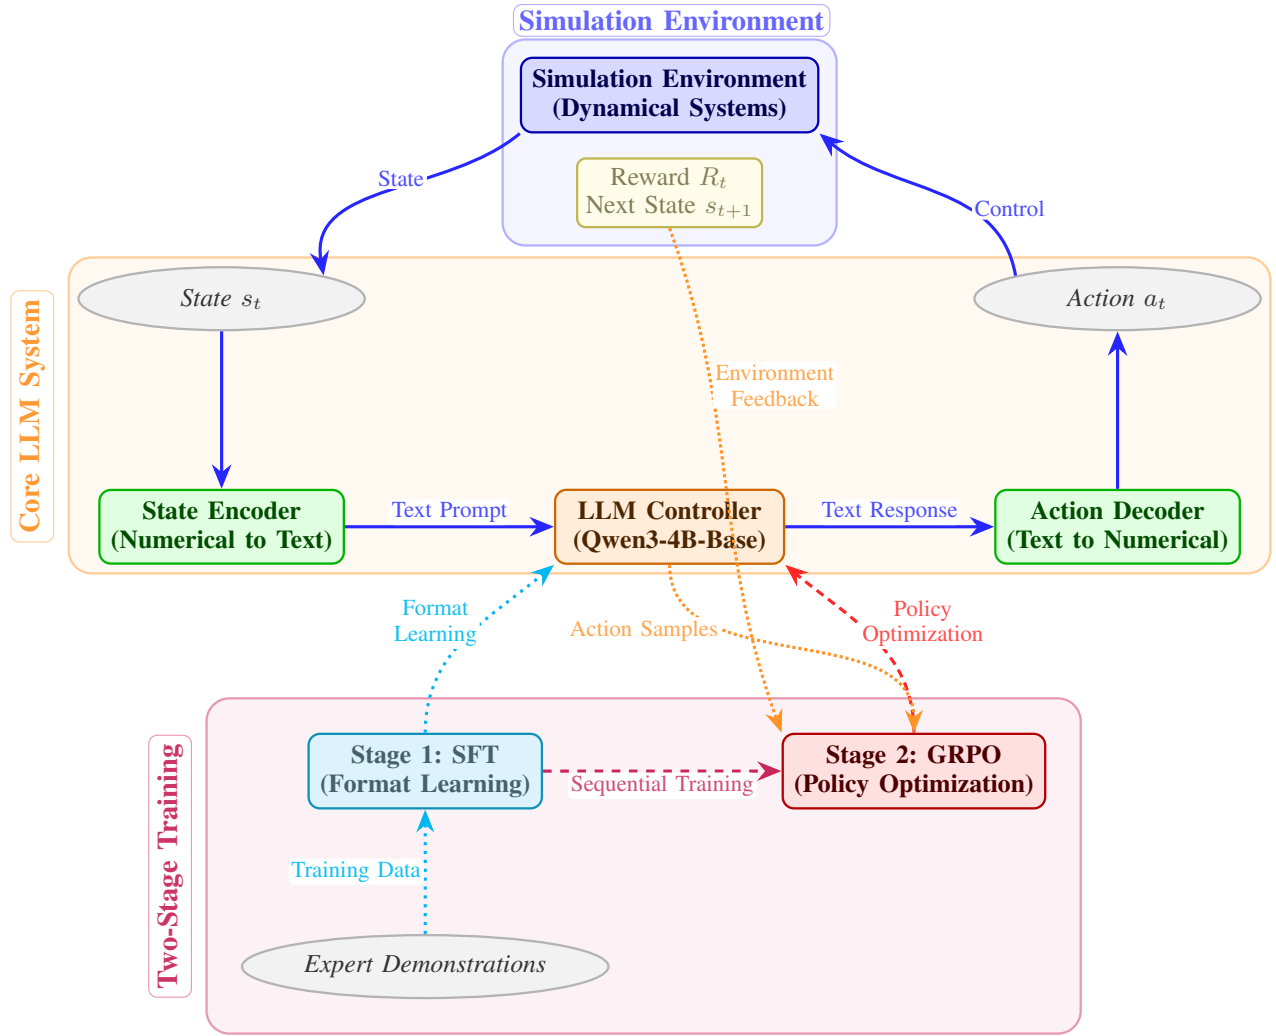 Simulation Environment
Simulation Environment
(Dynamical Systems)
Reward R_t
Next State s_{t+1}
State
Control
Core LLM System
State s_t
Action a_t
Environment
Feedback
State Encoder
(Numerical to Text)
Text Prompt
LLM Controller
(Qwen3-4B-Base)
Text Response
Action Decoder
(Text to Numerical)
Format
Learning
Action Samples
Policy
Optimization
Two-Stage Training
Stage 1: SFT
(Format Learning)
Sequential Training
Stage 2: GRPO
(Policy Optimization)
Training Data
Expert Demonstrations